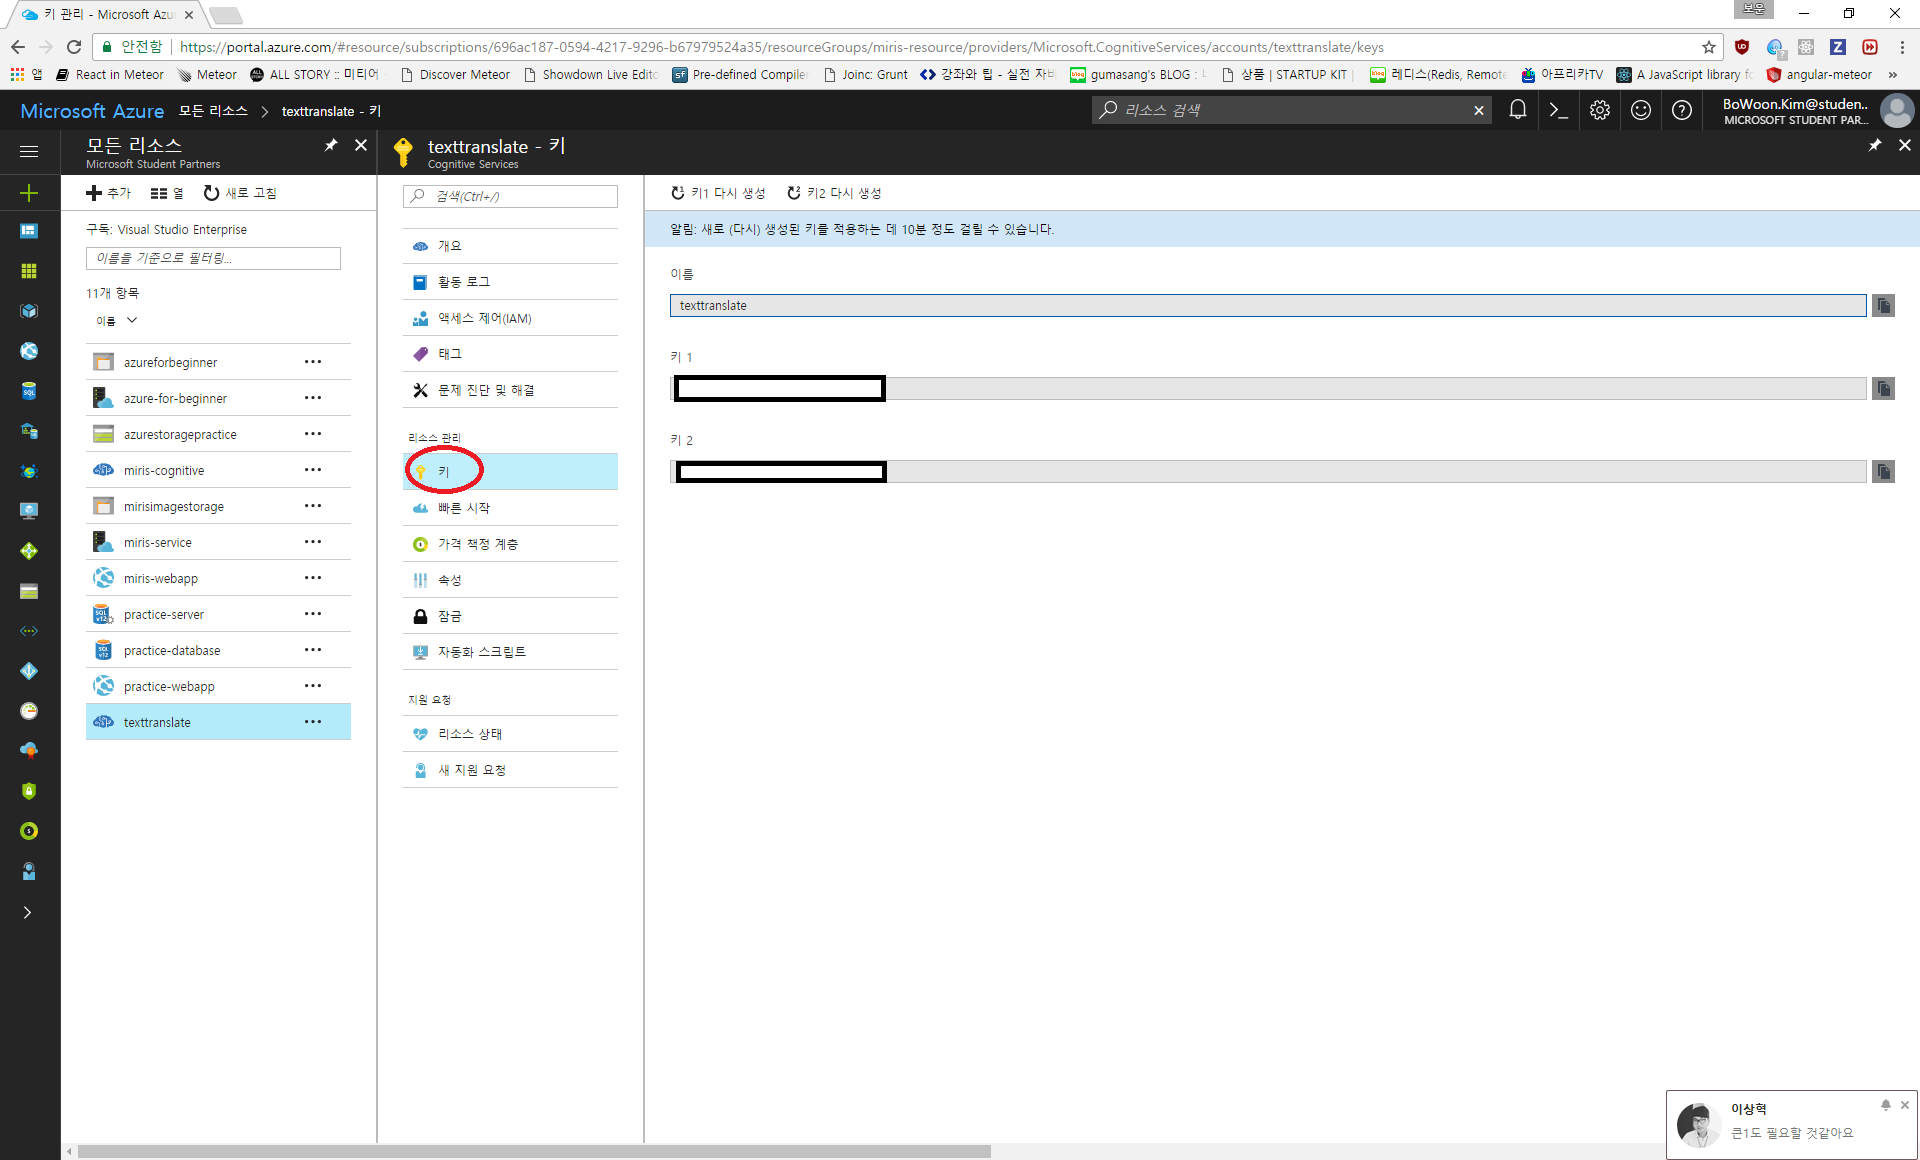 키 관리 - Microsoft Azu
보운
안전함 https://portal.azure.com/#resource/subscriptions/696ac187-0594-4217-9296-b67979524a35/resourceGroups/miris-resource/providers/Microsoft.CognitiveServices/accounts/texttranslate/keys
앱 React in Meteor Meteor ALL STORY :: 미티어 Discover Meteor Showdown Live Edito Pre-defined Compiler Joinc: Grunt 강좌와 팁 - 실전 자바 gumasang's BLOG : 상품 | STARTUP KIT | 레디스(Redis, Remote 아프리카TV A JavaScript library fo angular-meteor »
Microsoft Azure 모든 리소스 > texttranslate - 키
리소스 검색
BoWoon.Kim@studen..
MICROSOFT STUDENT PAR...
모든 리소스
Microsoft Student Partners
추가 열 새로 고침
구독: Visual Studio Enterprise
이름을 기준으로 필터링...
11개 항목
이름
azureforbeginner
azure-for-beginner
azurestoragepractice
miris-cognitive
mirisimagestorage
miris-service
miris-webapp
practice-server
practice-database
practice-webapp
texttranslate
texttranslate - 키
Cognitive Services
검색(Ctrl+/)
개요
활동 로그
액세스 제어(IAM)
태그
문제 진단 및 해결
리소스 관리
키
빠른 시작
가격 책정 계층
속성
잠금
자동화 스크립트
지원 요청
리소스 상태
새 지원 요청
키1 다시 생성 키2 다시 생성
알림: 새로 (다시) 생성된 키를 적용하는 데 10분 정도 걸릴 수 있습니다.
이름
texttranslate
키 1
키 2
이상혁
큰1도 필요할 것같아요